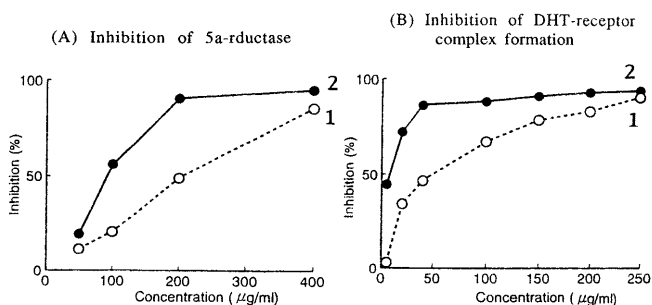 (A) Inhibition of 5a-rductase
100
50
0
Inhibition (%)
2
1
0 100 200 300 400
Concentration ( μg/ml)
(B) Inhibition of DHT-receptor
complex formation
100
50
0
Inhibition (%)
2
1
0 50 100 150 200 250
Concentration ( μg/ml)